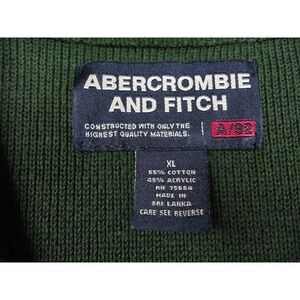 ABERCROMBIE
AND FITCH
CONSTRUCTED WITH ONLY THE
HIGHEST QUALITY MATERIALS.
A/92
XL
55% COTTON
45% ACRYLIC
RN 75654
MADE IN
SRI LANKA
CARE SEE REVERSE